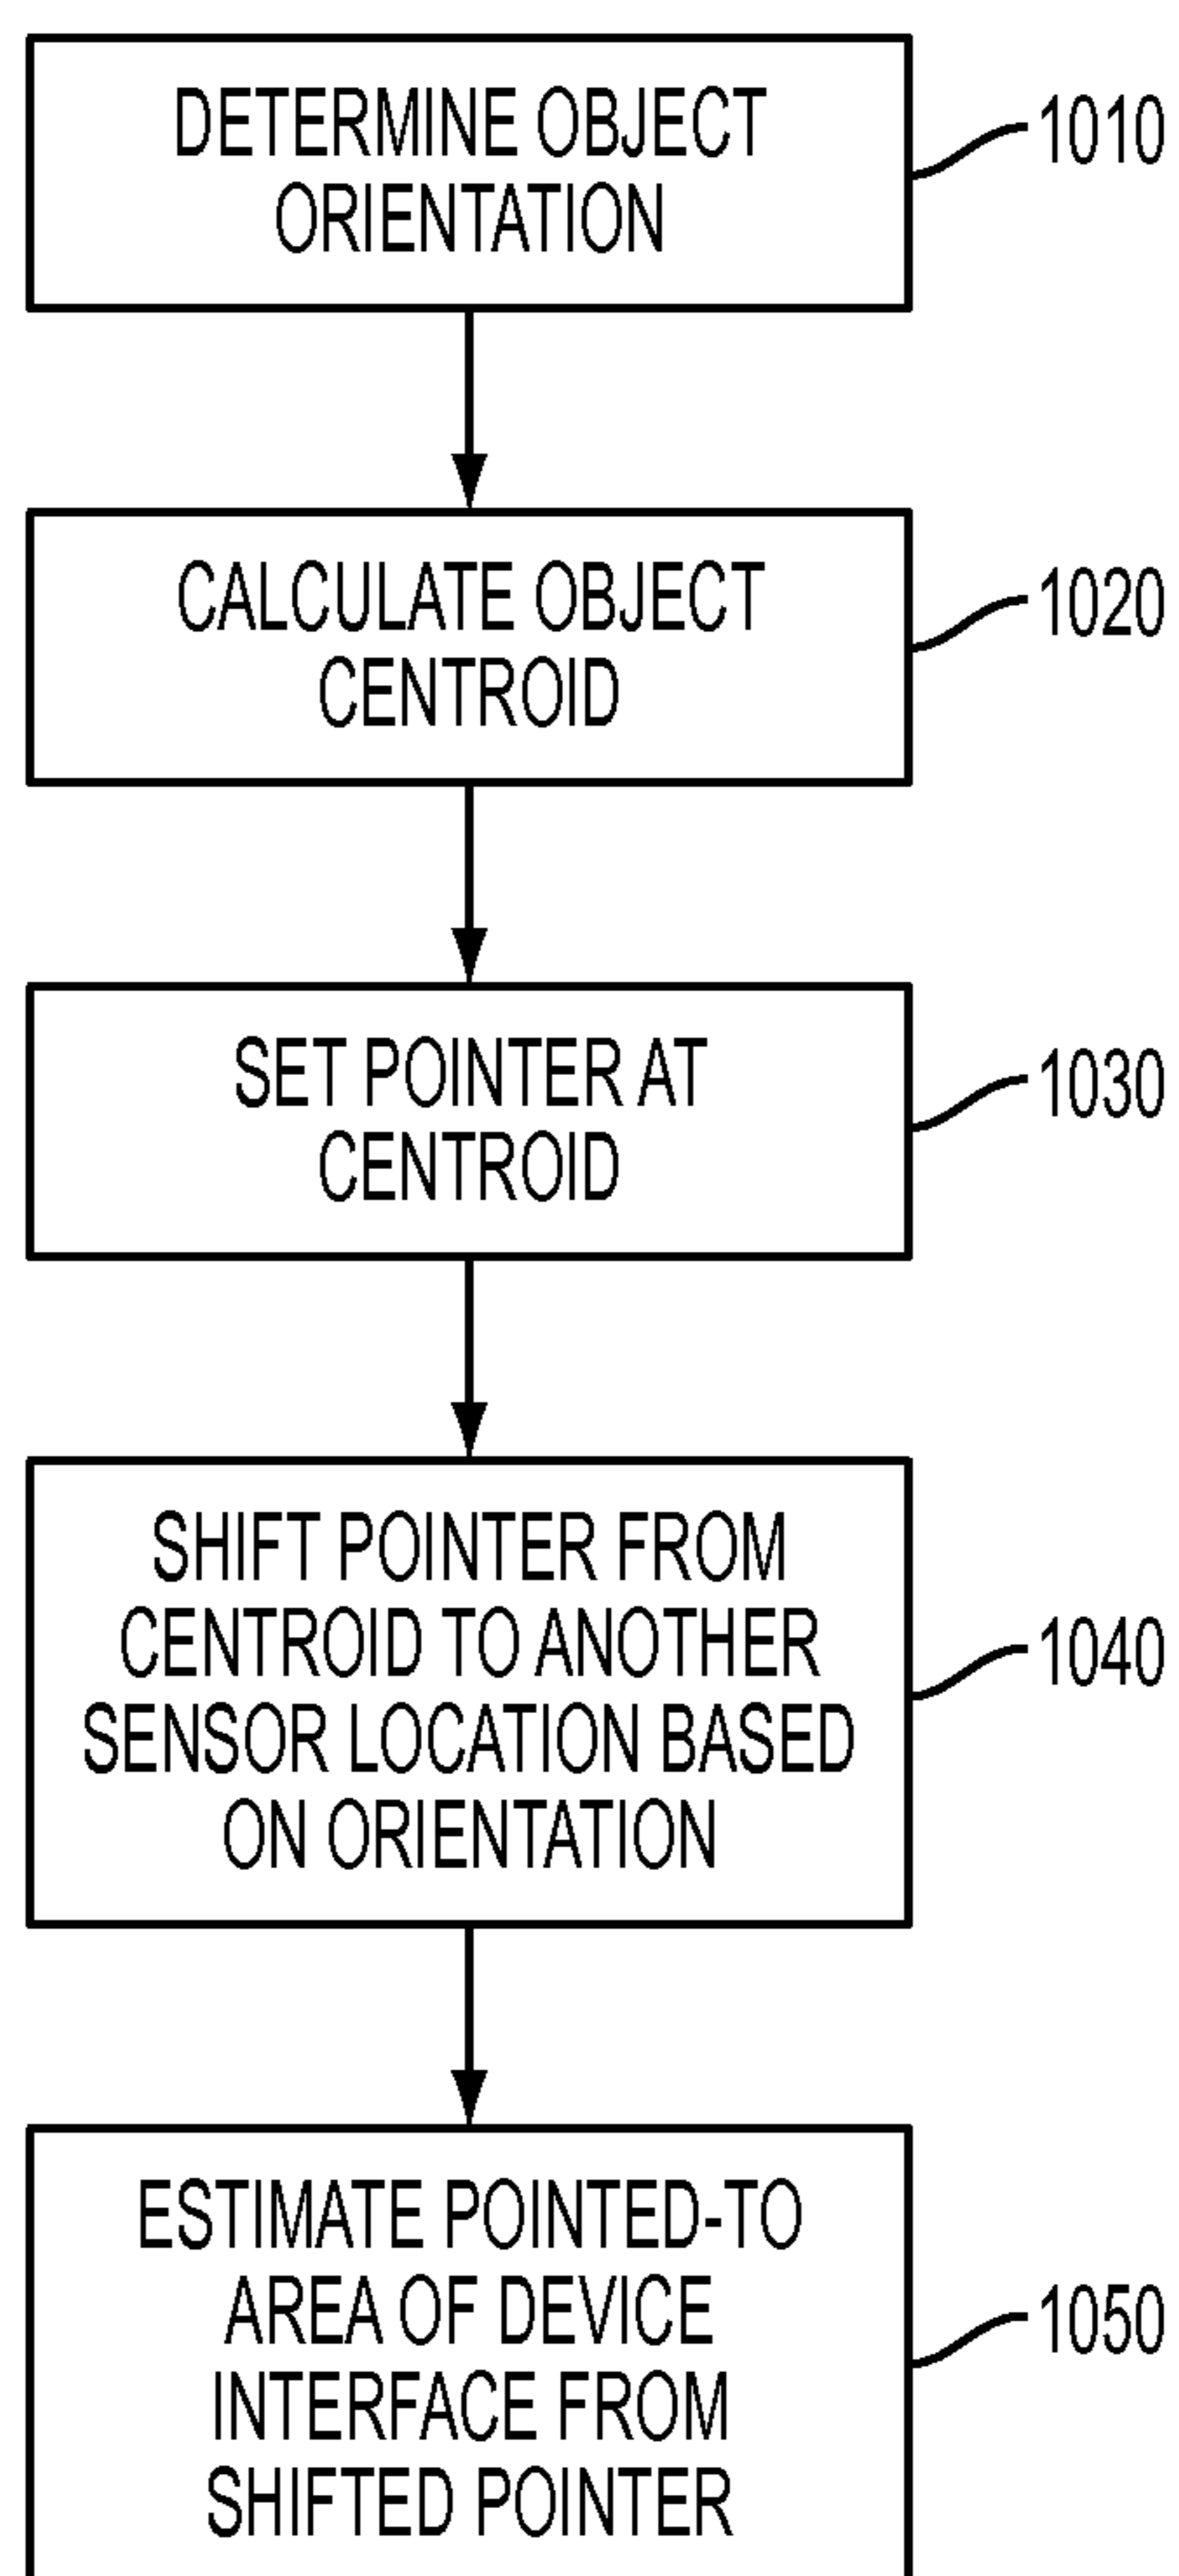 DETERMINE OBJECT
ORIENTATION
1010
CALCULATE OBJECT
CENTROID
1020
SET POINTER AT
CENTROID
1030
SHIFT POINTER FROM
CENTROID TO ANOTHER
SENSOR LOCATION BASED
ON ORIENTATION
1040
ESTIMATE POINTED-TO
AREA OF DEVICE
INTERFACE FROM
SHIFTED POINTER
1050